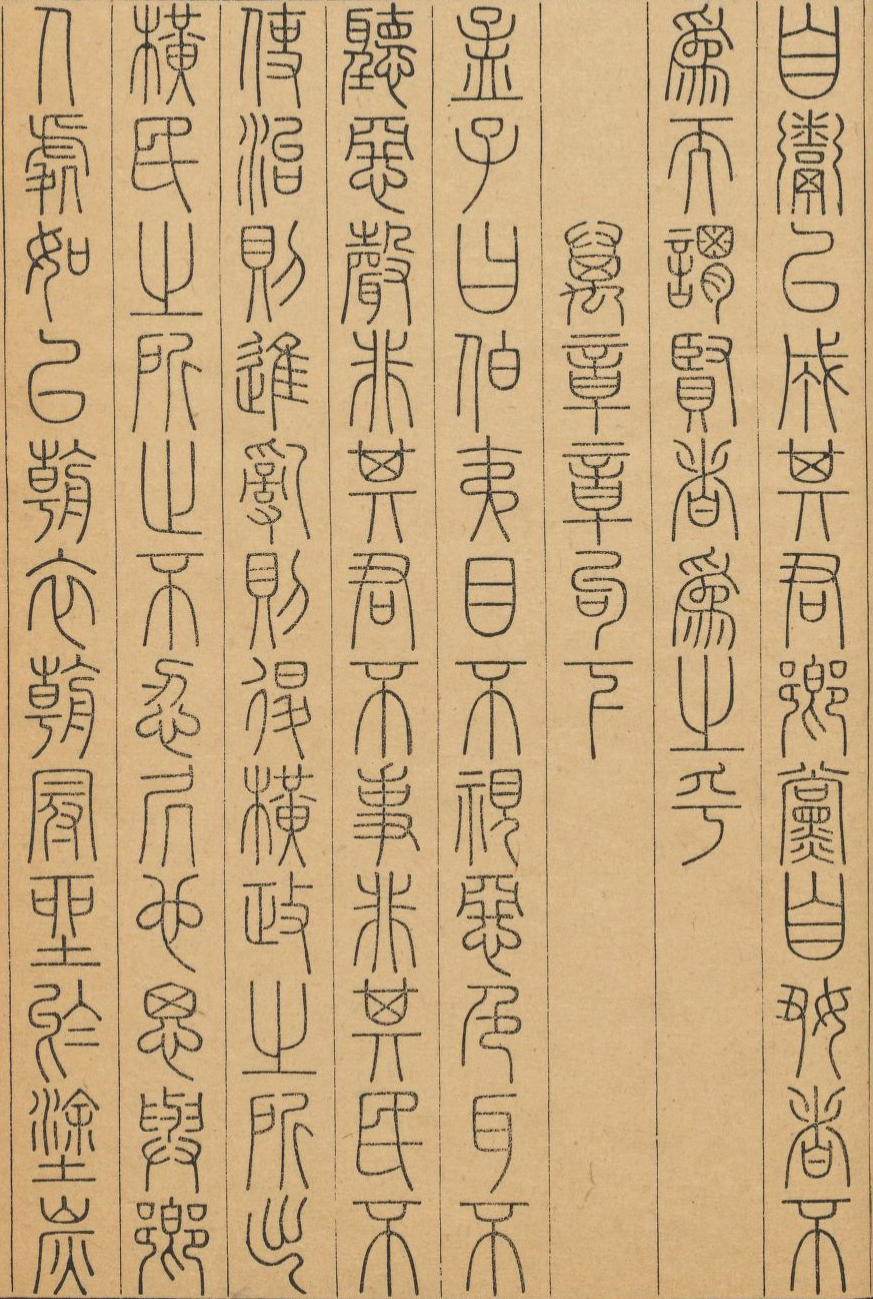 自鬻以成其君鄉黨自好者不
爲而謂賢者爲之乎
萬章章句下
孟子曰伯夷目不視惡色耳不
聽惡聲非其君不事非其民不
使治則進亂則退橫政之所出
橫民之所止不忍居也思與鄉
人處如以朝衣朝冠坐於塗炭